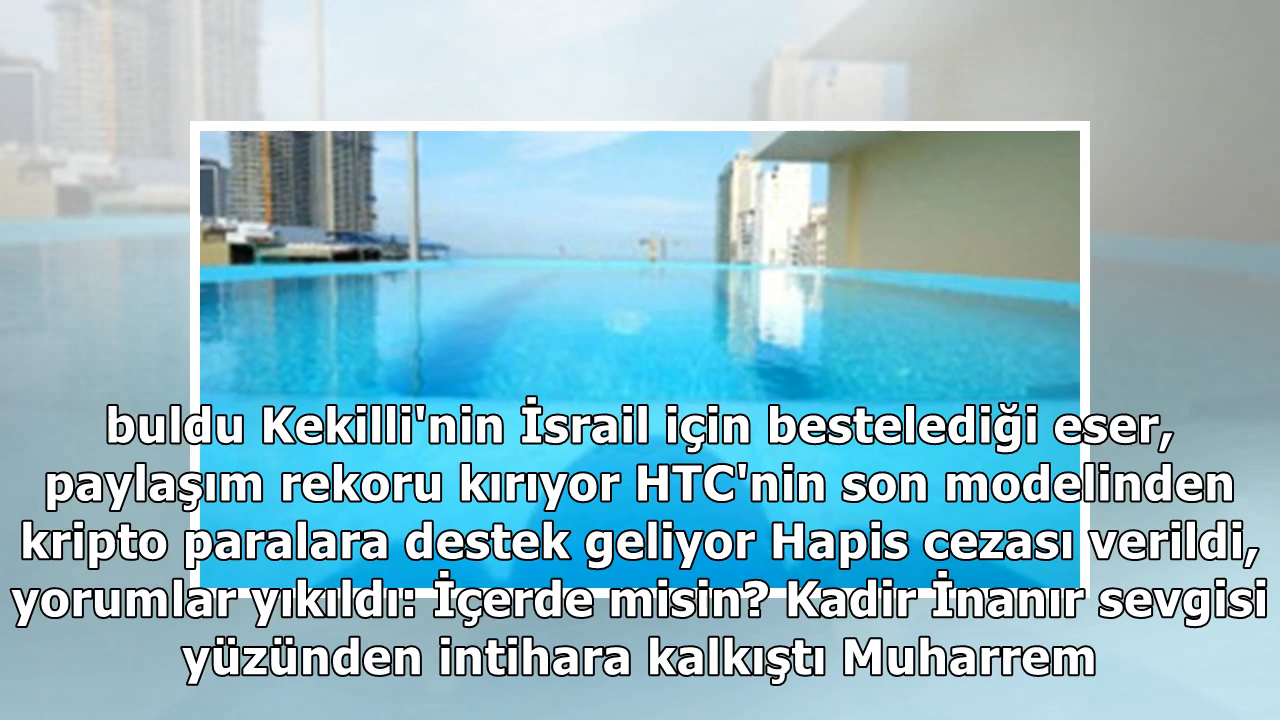 buldu Kekilli'nin İsrail için bestelediği eser,
paylaşım rekoru kırıyor HTC'nin son modelinden
kripto paralara destek geliyor Hapis cezası verildi,
yorumlar yıkıldı: İçerde misin? Kadir İnanır sevgisi
yüzünden intihara kalkıştı Muharrem